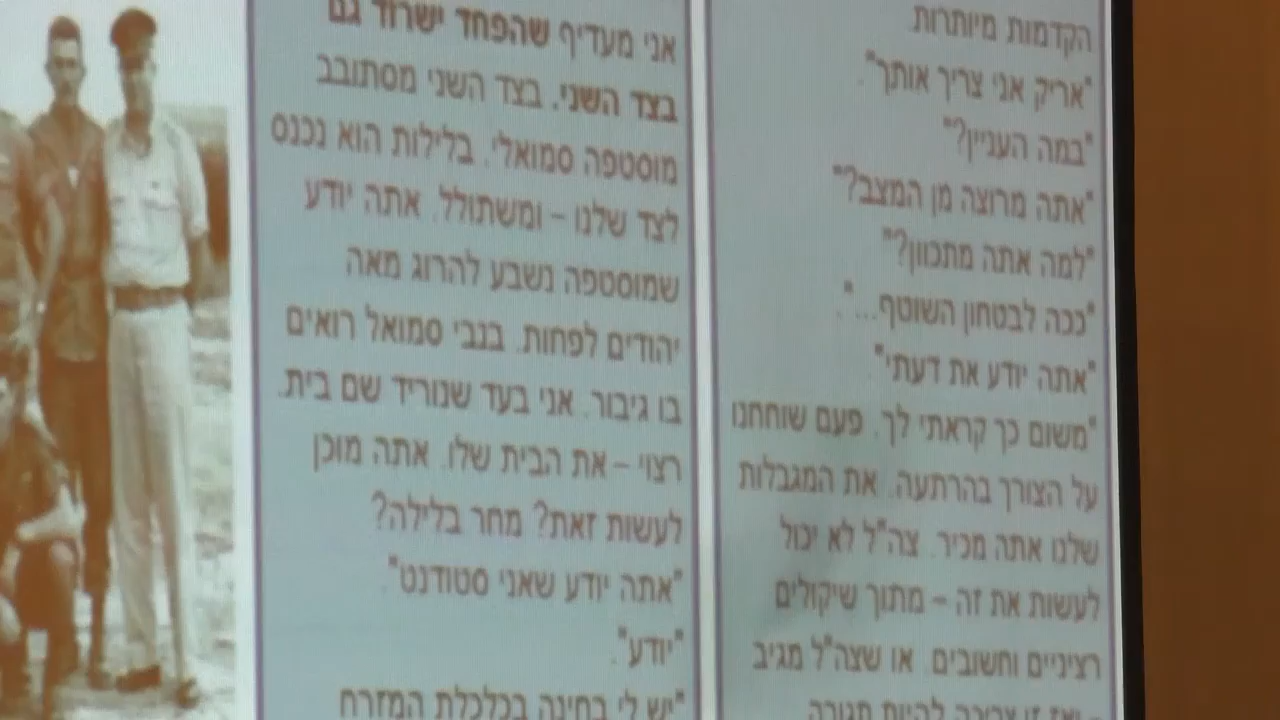 הקדמות מיותרות
"אריק אני צריך אותך".
"במה העניין?"
"אתה מרוצה מן המצב?"
"למה אתה מתכוון?"
"ככה לבטחון השוטף...".
"אתה יודע את דעתי"
"משום כך קראתי לך. פעם שוחחנו
על הצורך בהרתעה. את המגבלות
שלנו אתה מכיר. צה"ל לא יכול
לעשות את זה – מתוך שיקולים
רציניים וחשובים. או שצה"ל מגיב
אני מעדיף שהפחד ישרור גם
בצד השני. בצד השני מסתובב
מוסטפה סמואלי. בלילות הוא נכנס
לצד שלנו – ומשתולל. אתה יודע
שמוסטפה נשבע להרוג מאה
יהודים לפחות. בנבי סמואל רואים
בו גיבור. אני בעד שנוריד שם בית.
רצוי – את הבית שלו. אתה מוכן
לעשות זאת? מחר בלילה?
"אתה יודע שאני סטודנט".
"יודע".
"יש לי בחינה בכלכלת המזרח